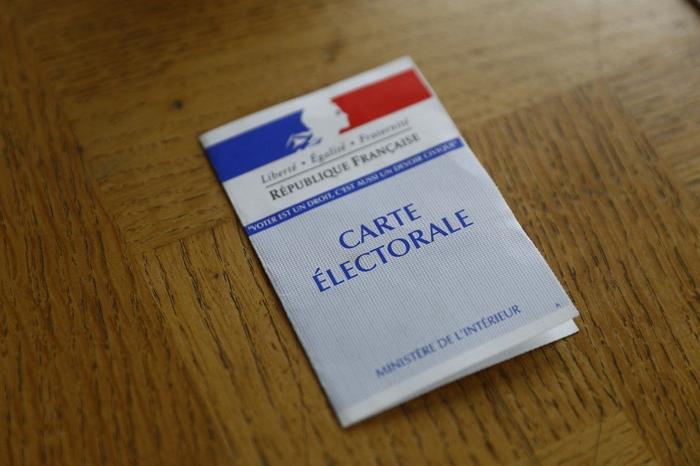 Liberté • Égalité • Fraternité
RÉPUBLIQUE FRANÇAISE
"VOTER EST UN DROIT, C'EST AUSSI UN DEVOIR CIVIQUE"
CARTE
ÉLECTORALE
MINISTÈRE DE L'INTÉRIEUR